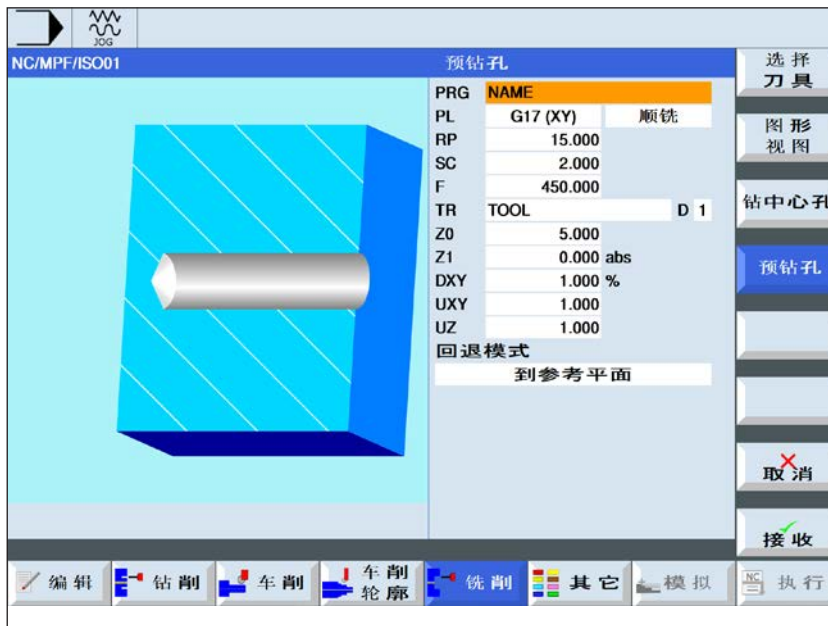 JOG
NC/MPF/ISO01
预钻孔
PRG NAME
PL G17 (XY) 顺铣
RP 15.000
SC 2.000
F 450.000
TR TOOL D 1
Z0 5.000
Z1 0.000 abs
DXY 1.000 %
UXY 1.000
UZ 1.000
回退模式
到参考平面
选择
刀具
图形
视图
钻中心孔
预钻孔
取消
接收
编辑
钻削
车削
车削
轮廓
铣削
其它
模拟
NC
执行